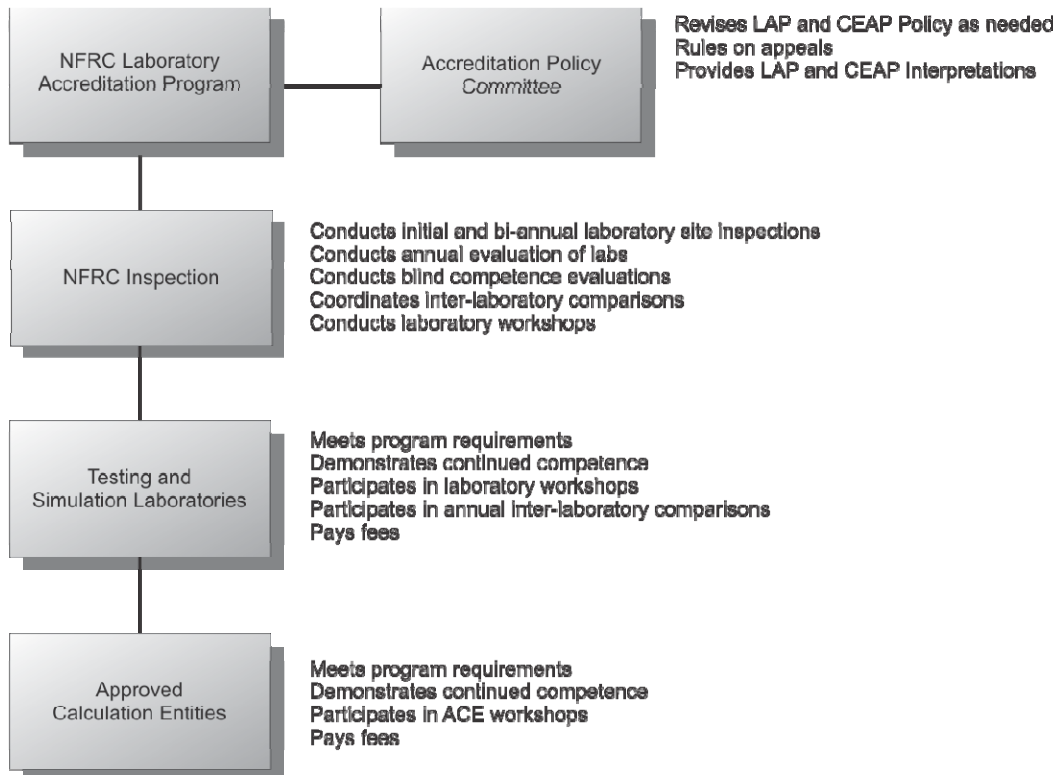 NFRC Laboratory
Accreditation Program
Accreditation Policy
Committee
Revises LAP and CEAP Policy as needed
Rules on appeals
Provides LAP and CEAP Interpretations
NFRC Inspection
Conducts initial and bi-annual laboratory site inspections
Conducts annual evaluation of labs
Conducts blind competence evaluations
Coordinates inter-laboratory comparisons
Conducts laboratory workshops
Testing and
Simulation Laboratories
Meets program requirements
Demonstrates continued competence
Participates in laboratory workshops
Participates in annual inter-laboratory comparisons
Pays fees
Approved
Calculation Entities
Meets program requirements
Demonstrates continued competence
Participates in ACE workshops
Pays fees